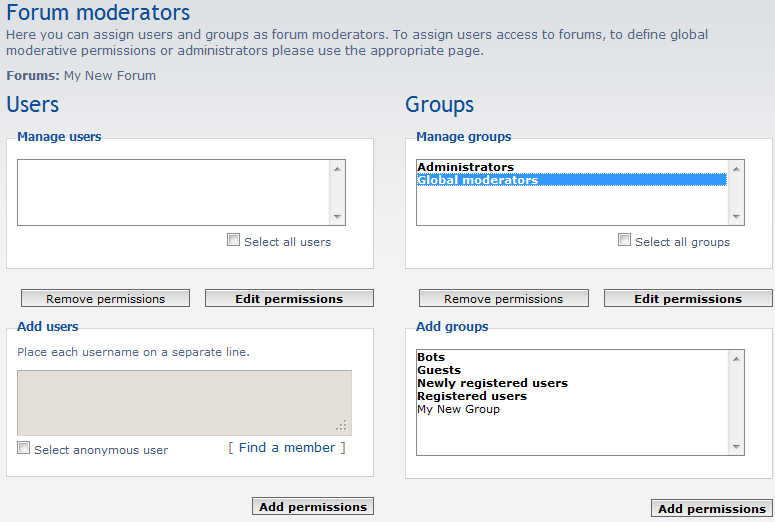 Forum moderators
Here you can assign users and groups as forum moderators. To assign users access to forums, to define global
moderative permissions or administrators please use the appropriate page.
Forums: My New Forum
Users
Manage users
Select all users
Remove permissions
Edit permissions
Add users
Place each username on a separate line.
Select anonymous user
[ Find a member ]
Add permissions
Groups
Manage groups
Administrators
Global moderators
Select all groups
Remove permissions
Edit permissions
Add groups
Bots
Guests
Newly registered users
Registered users
My New Group
Add permissions